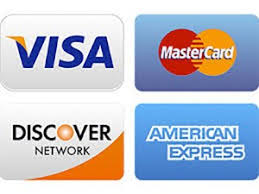 VISA
MasterCard
DISCOVER
NETWORK
AMERICAN
EXPRESS